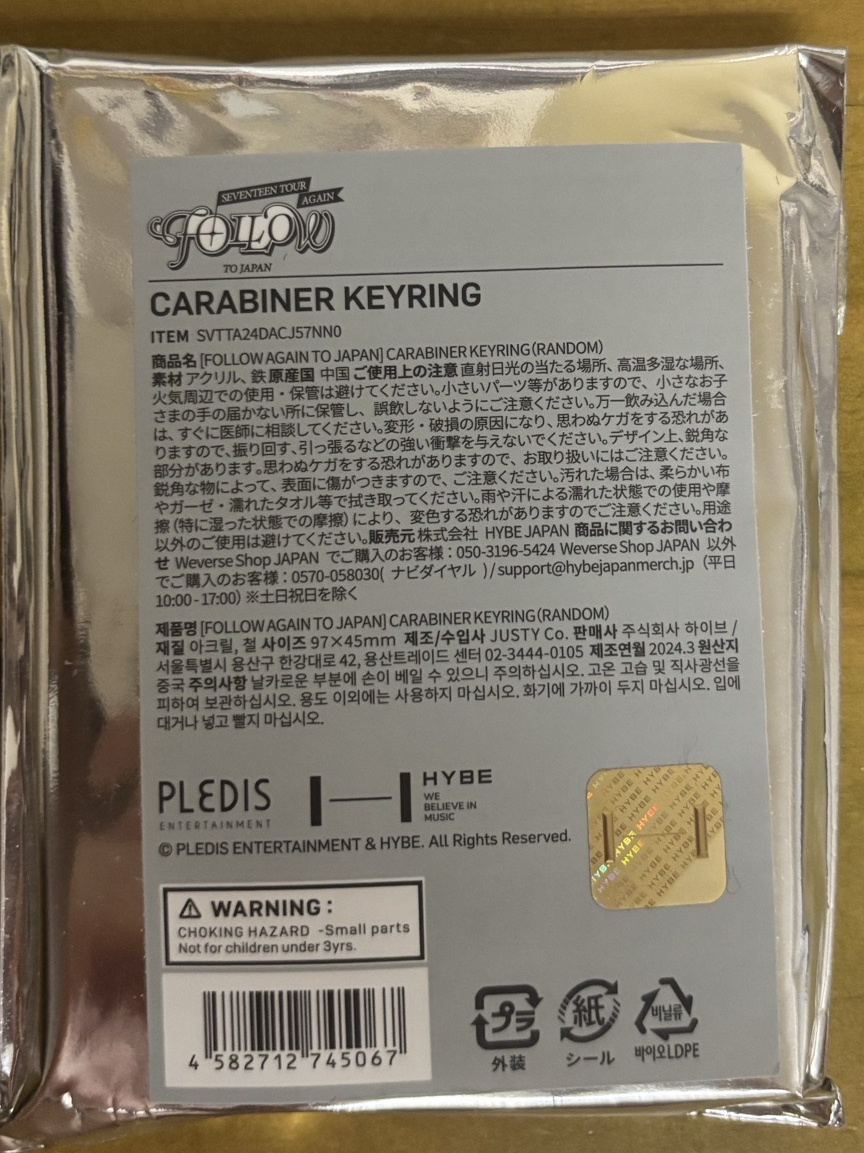 SEVENTEEN TOUR
AGAIN
FOLLOW
TO JAPAN
CARABINER KEYRING
ITEM SVTTA24DACJ57NN0
商品名 [FOLLOW AGAIN TO JAPAN] CARABINER KEYRING (RANDOM)
素材 アクリル、鉄 原産国 中国 ご使用上の注意 直射日光の当たる場所、高温多湿な場所、
火気周辺での使用・保管は避けてください。小さいパーツ等がありますので、小さなお子
さまの手の届かない所に保管し、誤飲しないようにご注意ください。万一飲み込んだ場合
は、すぐに医師に相談してください。変形・破損の原因になり、思わぬケガをする恐れがあ
りますので、振り回す、引っ張るなどの強い衝撃を与えないでください。デザイン上、鋭角な
部分があります。思わぬケガをする恐れがありますので、お取り扱いにはご注意ください。
鋭角な物によって、表面に傷がつきますので、ご注意ください。汚れた場合は、柔らかい布
やガーゼ・濡れたタオル等で拭き取ってください。雨や汗による濡れた状態での使用や摩
擦（特に湿った状態での摩擦）により、変色する恐れがありますのでご注意ください。用途
以外のご使用は避けてください。販売元 株式会社 HYBE JAPAN 商品に関するお問い合わ
せ Weverse Shop JAPAN でご購入のお客様：050-3196-5424 Weverse Shop JAPAN 以外
でご購入のお客様：0570-058030( ナビダイヤル )/support@hybejapanmerch.jp（平日
10:00 - 17:00）※土日祝日を除く
제품명 [FOLLOW AGAIN TO JAPAN] CARABINER KEYRING (RANDOM)
재질 아크릴, 철 사이즈 97×45mm 제조/수입사 JUSTY Co. 판매사 주식회사 하이브 /
서울특별시 용산구 한강대로 42, 용산트레이드 센터 02-3444-0105 제조연월 2024.3 원산지
중국 주의사항 날카로운 부분에 손이 베일 수 있으니 주의하십시오. 고온 고습 및 직사광선을
피하여 보관하십시오. 용도 이외에는 사용하지 마십시오. 화기에 가까이 두지 마십시오. 입에
대거나 넣고 빨지 마십시오.
PLEDIS
ENTERTAINMENT
HYBE
WE
BELIEVE IN
MUSIC
© PLEDIS ENTERTAINMENT & HYBE. All Rights Reserved.
HYBE HYBE HYBE
⚠ WARNING :
CHOKING HAZARD -Small parts
Not for children under 3yrs.
4 582712 745067
プラ
外装
紙
シール
비닐류
바이오LDPE